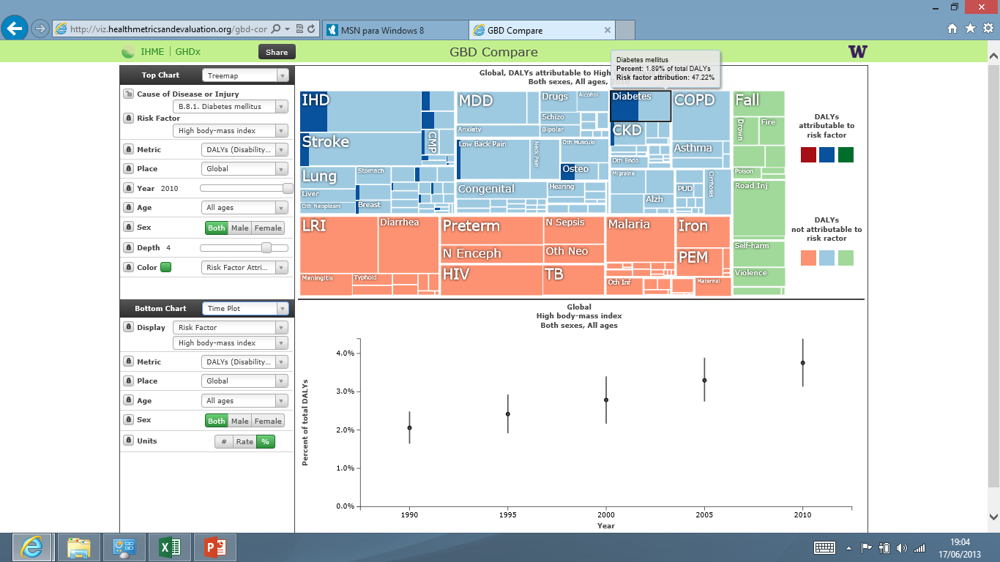 http://viz.healthmetricsandevaluation.org/gbd-cor
MSN para Windows 8
GBD Compare
IHME | GHDx
Share
GBD Compare
W
Top Chart
Treemap
Cause of Disease or Injury
B.8.1. Diabetes mellitus
Risk Factor
High body-mass index
Metric
DALYs (Disability...
Place
Global
Year 2010
Age
All ages
Sex
Both Male Female
Depth 4
Color
Risk Factor Attri...
Global, DALYs attributable to High
Both sexes, All ages,
Diabetes mellitus
Percent: 1.89% of total DALYs
Risk factor attribution: 47.22%
IHD
Stroke
CMP
Lung
Stomach
Liver
Oth Neoplasm
Breast
MDD
Drugs
Alcohol
Schizo
Anxiety
Bipolar
Low Back Pain
Neck Pain
Oth Musculo
Osteo
Congenital
Hearing
Diabetes
CKD
Oth Endo
Migraine
Alzh
COPD
Asthma
PUD
Cirrhosis
Fall
Drown
Fire
Poison
Road Inj
Self-harm
Violence
LRI
Diarrhea
Meningitis
Typhoid
Preterm
N Sepsis
N Enceph
Oth Neo
HIV
TB
Malaria
Iron
PEM
Oth Inf
Maternal
DALYs
attributable to
risk factor
DALYs
not attributable to
risk ractor
Bottom Chart
Time Plot
Display
Risk Factor
High body-mass index
Metric
DALYs (Disability...
Place
Global
Age
All ages
Sex
Both Male Female
Units
# Rate %
Global
High body-mass index
Both sexes, All ages
Percent of total DALYs
4.0%
3.0%
2.0%
1.0%
0.0%
1990 1995 2000 2005 2010
Year
19:04
17/06/2013